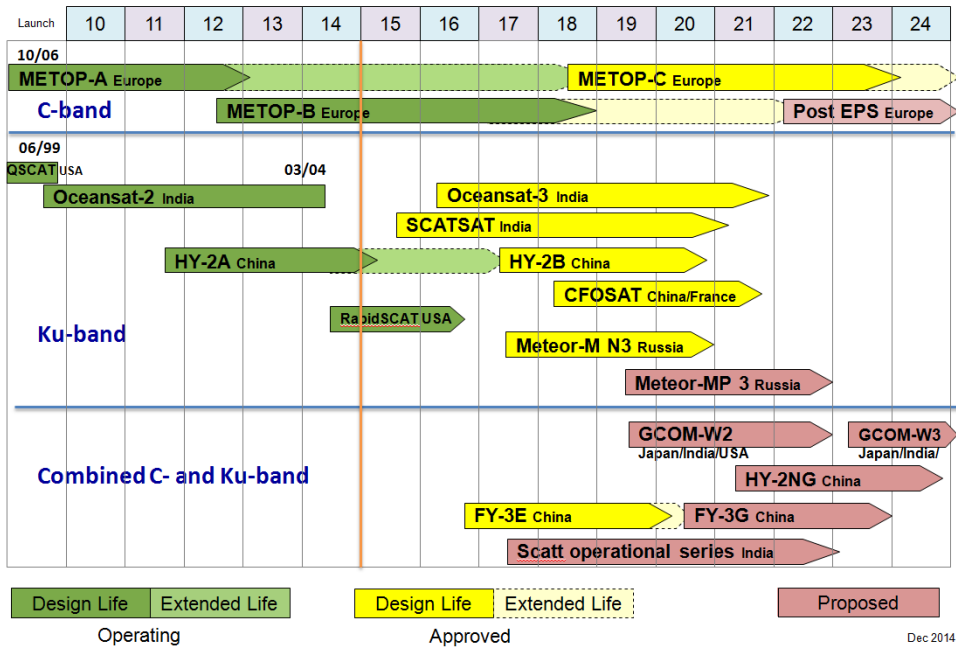 Launch 10 11 12 13 14 15 16 17 18 19 20 21 22 23 24
10/06
METOP-A Europe METOP-C Europe
C-band METOP-B Europe Post EPS Europe
06/99
QSCAT USA 03/04
Oceansat-2 India Oceansat-3 India
SCATSAT India
HY-2A China HY-2B China
CFOSAT China/France
Ku-band RapidSCAT USA
Meteor-M N3 Russia
Meteor-MP 3 Russia
GCOM-W2 GCOM-W3
Japan/India/USA Japan/India/
Combined C- and Ku-band HY-2NG China
FY-3E China FY-3G China
Scatt operational series India
Design Life Extended Life Design Life Extended Life Proposed
Operating Approved Dec 2014